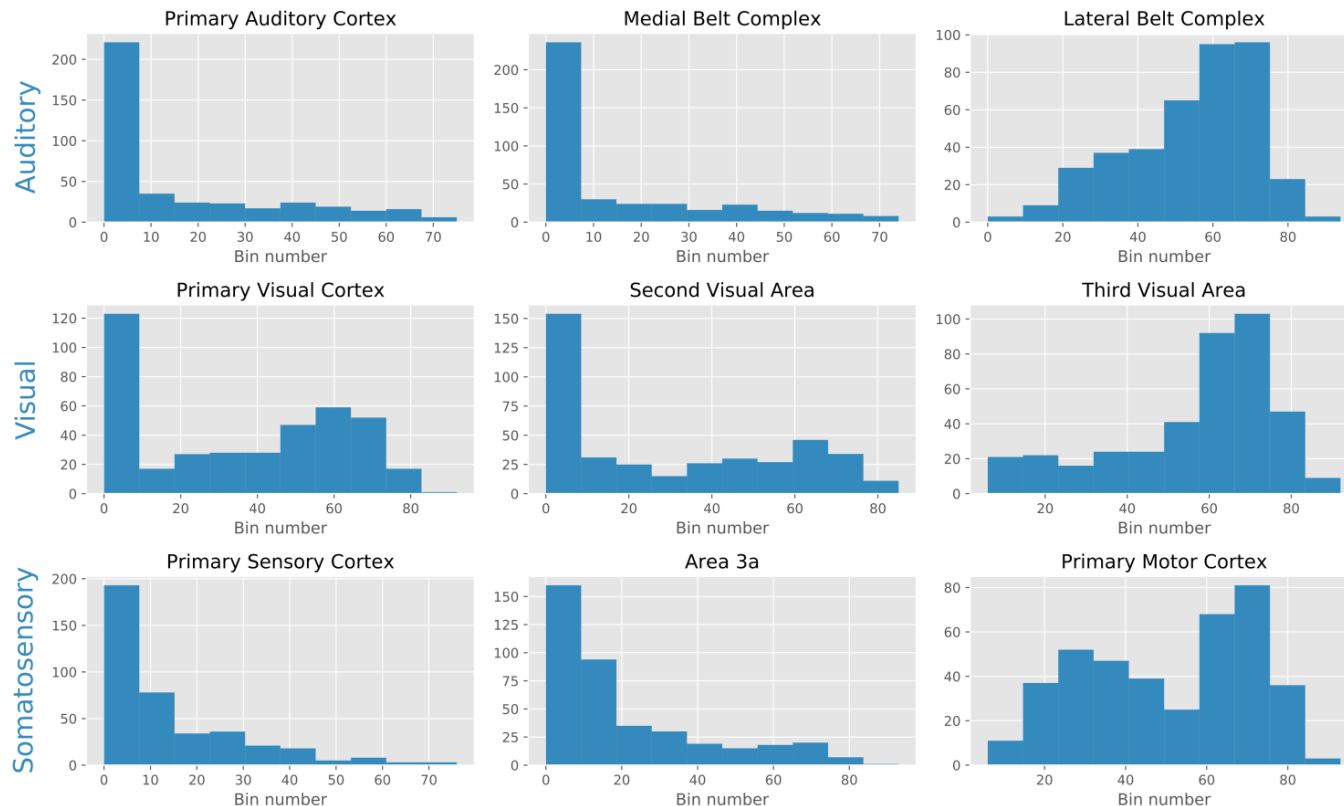 Primary Auditory Cortex
Medial Belt Complex
Lateral Belt Complex
Auditory
200
150
100
50
0
0 10 20 30 40 50 60 70
Bin number
200
150
100
50
0
0 10 20 30 40 50 60 70
Bin number
100
80
60
40
20
0
0 20 40 60 80
Bin number
Primary Visual Cortex
Second Visual Area
Third Visual Area
Visual
120
100
80
60
40
20
0
0 20 40 60 80
Bin number
150
125
100
75
50
25
0
0 20 40 60 80
Bin number
100
80
60
40
20
0
20 40 60 80
Bin number
Primary Sensory Cortex
Area 3a
Primary Motor Cortex
Somatosensory
200
150
100
50
0
0 10 20 30 40 50 60 70
Bin number
150
125
100
75
50
25
0
0 20 40 60 80
Bin number
80
60
40
20
0
20 40 60 80
Bin number